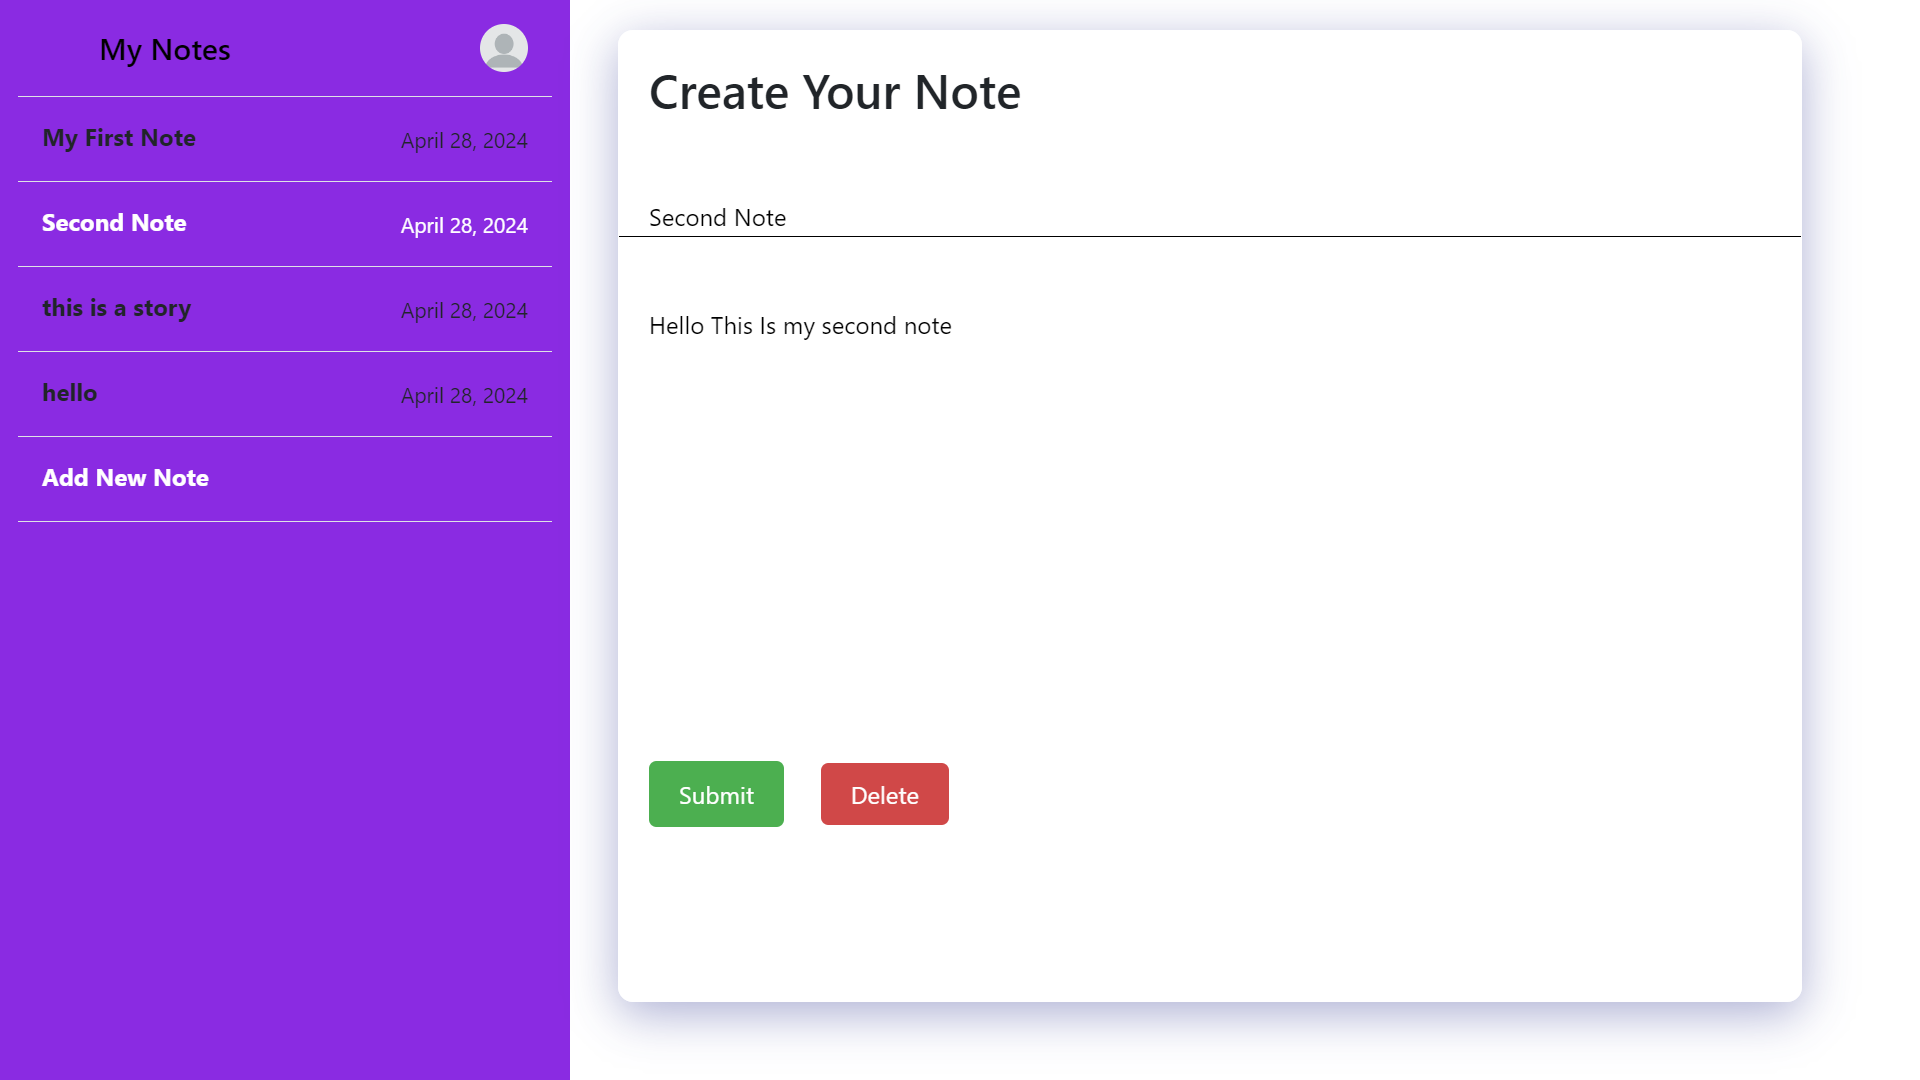 My Notes
My First Note April 28, 2024
Second Note April 28, 2024
this is a story April 28, 2024
hello April 28, 2024
Add New Note
Create Your Note
Second Note
Hello This Is my second note
Submit Delete